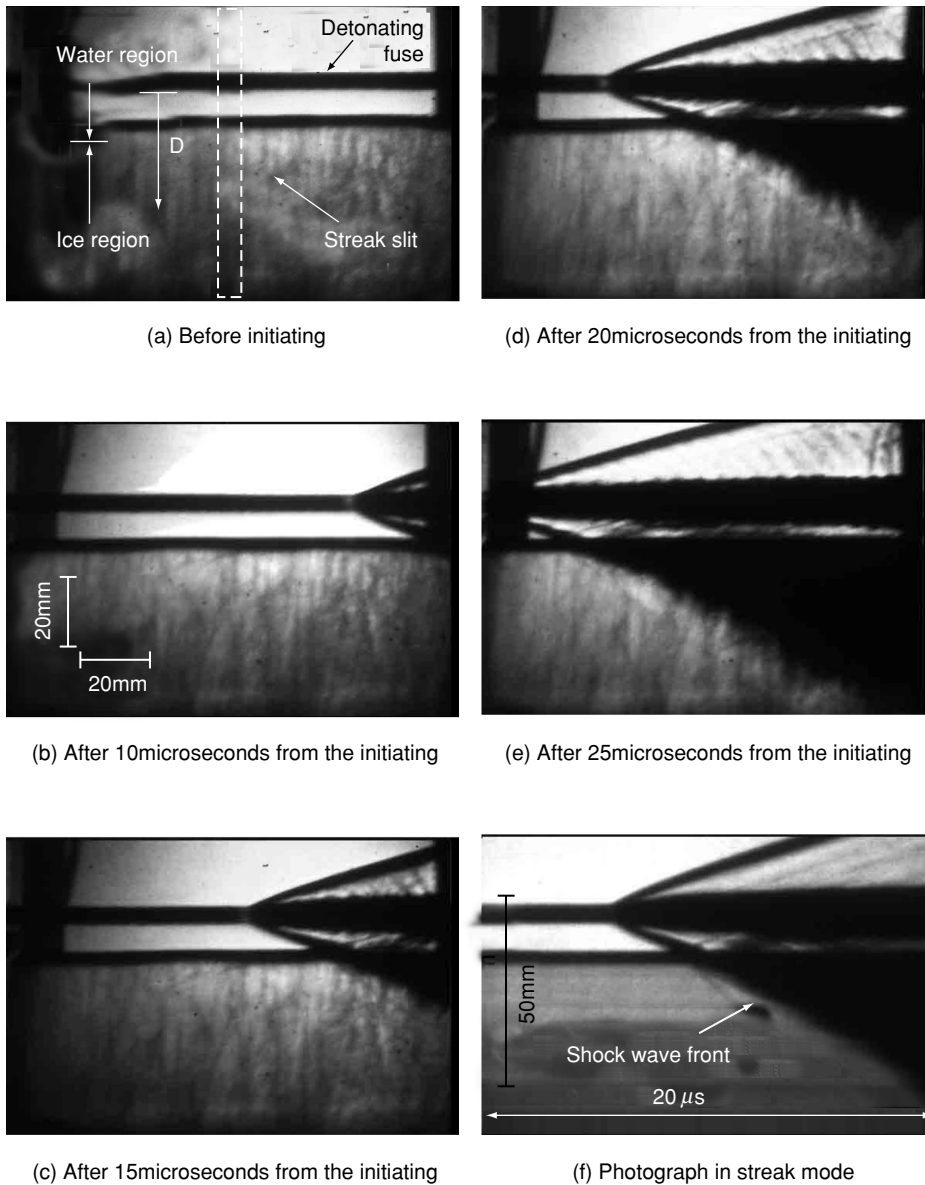 Water region
Detonating
fuse
D
Ice region
Streak slit
(a) Before initiating
(d) After 20microseconds from the initiating
20mm
20mm
(b) After 10microseconds from the initiating
(e) After 25microseconds from the initiating
50mm
Shock wave front
20 μs
(c) After 15microseconds from the initiating
(f) Photograph in streak mode